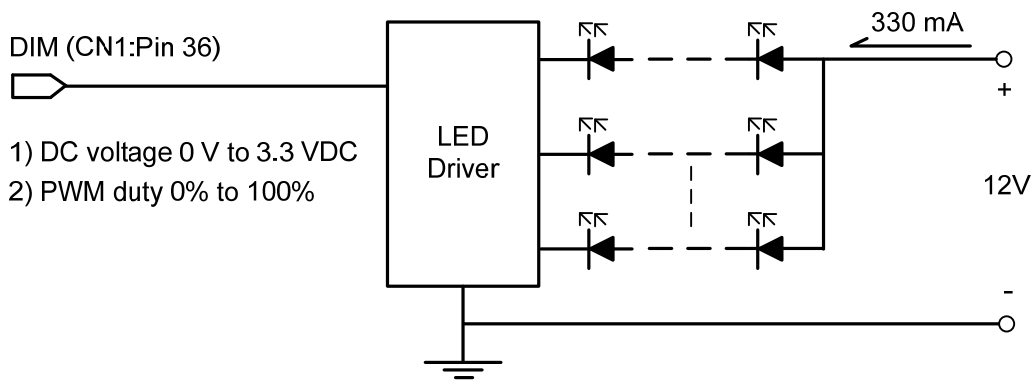 330 mA
DIM (CN1:Pin 36)
+
LED
Driver
1) DC voltage 0 V to 3.3 VDC
2) PWM duty 0% to 100%
12V
-